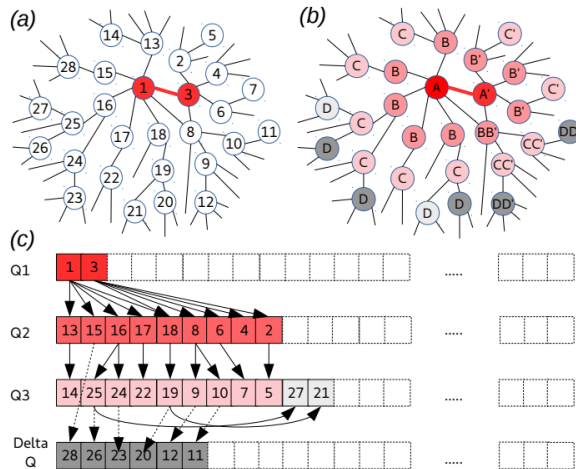 (a)
14
13
5
2
28
15
4
7
1
3
27
16
6
25
17
18
8
11
26
10
24
22
19
9
23
21
20
12
(b)
C
B
C'
B'
C
B
B'
C'
A
A'
D
B
B'
C
B
B
BB'
DD'
D
CC'
C
C
C
CC'
D
D
D
DD'
(c)
Q1
1 3
.....
Q2
13 15 16 17 18 8 6 4 2
.....
Q3
14 25 24 22 19 9 10 7 5 27 21
.....
Delta
Q
28 26 23 20 12 11
.....